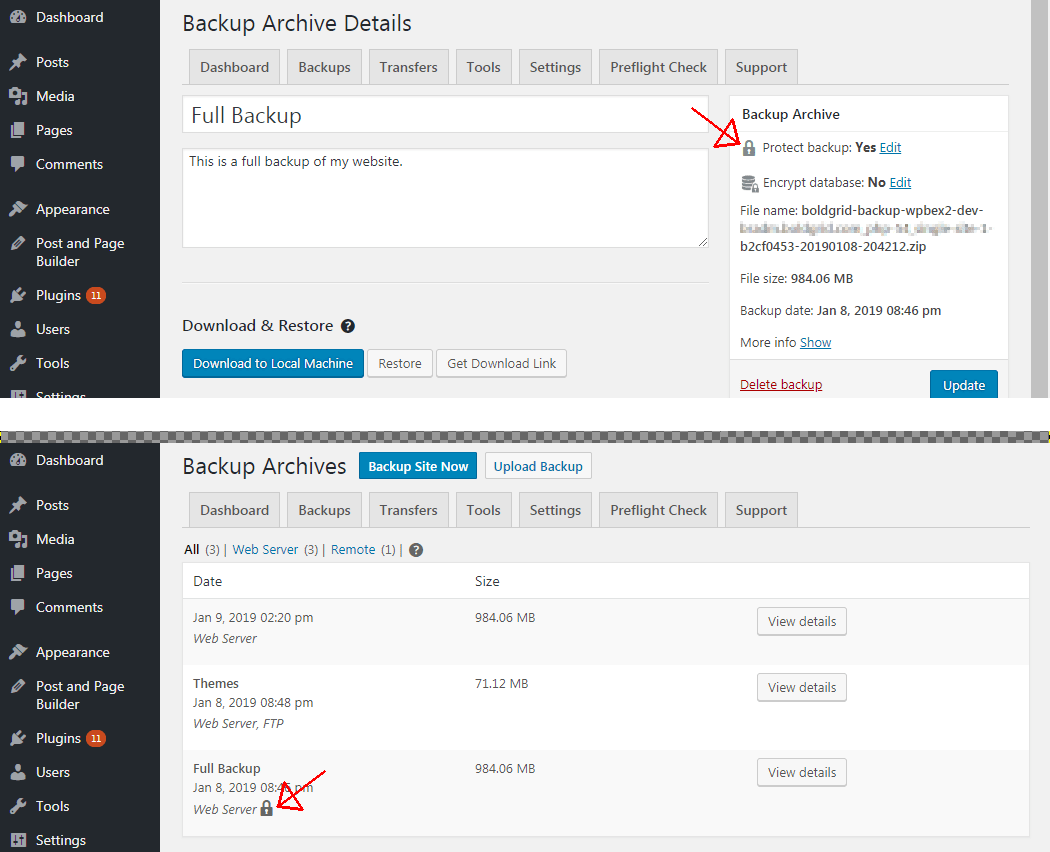 Dashboard
Posts
Media
Pages
Comments
Appearance
Post and Page
Builder
Plugins 11
Users
Tools
Settings
Backup Archive Details
Dashboard Backups Transfers Tools Settings Preflight Check Support
Full Backup
This is a full backup of my website.
Download & Restore ?
Download to Local Machine Restore Get Download Link
Backup Archive
Protect backup: Yes Edit
Encrypt database: No Edit
File name: boldgrid-backup-wpbex2-dev-
b2cf0453-20190108-204212.zip
File size: 984.06 MB
Backup date: Jan 8, 2019 08:46 pm
More info Show
Delete backup Update
Dashboard
Posts
Media
Pages
Comments
Appearance
Post and Page
Builder
Plugins 11
Users
Tools
Settings
Backup Archives Backup Site Now Upload Backup
Dashboard Backups Transfers Tools Settings Preflight Check Support
All (3) | Web Server (3) | Remote (1) | ?
Date Size
Jan 9, 2019 02:20 pm 984.06 MB View details
Web Server
Themes 71.12 MB View details
Jan 8, 2019 08:48 pm
Web Server, FTP
Full Backup 984.06 MB View details
Jan 8, 2019 08:46 pm
Web Server